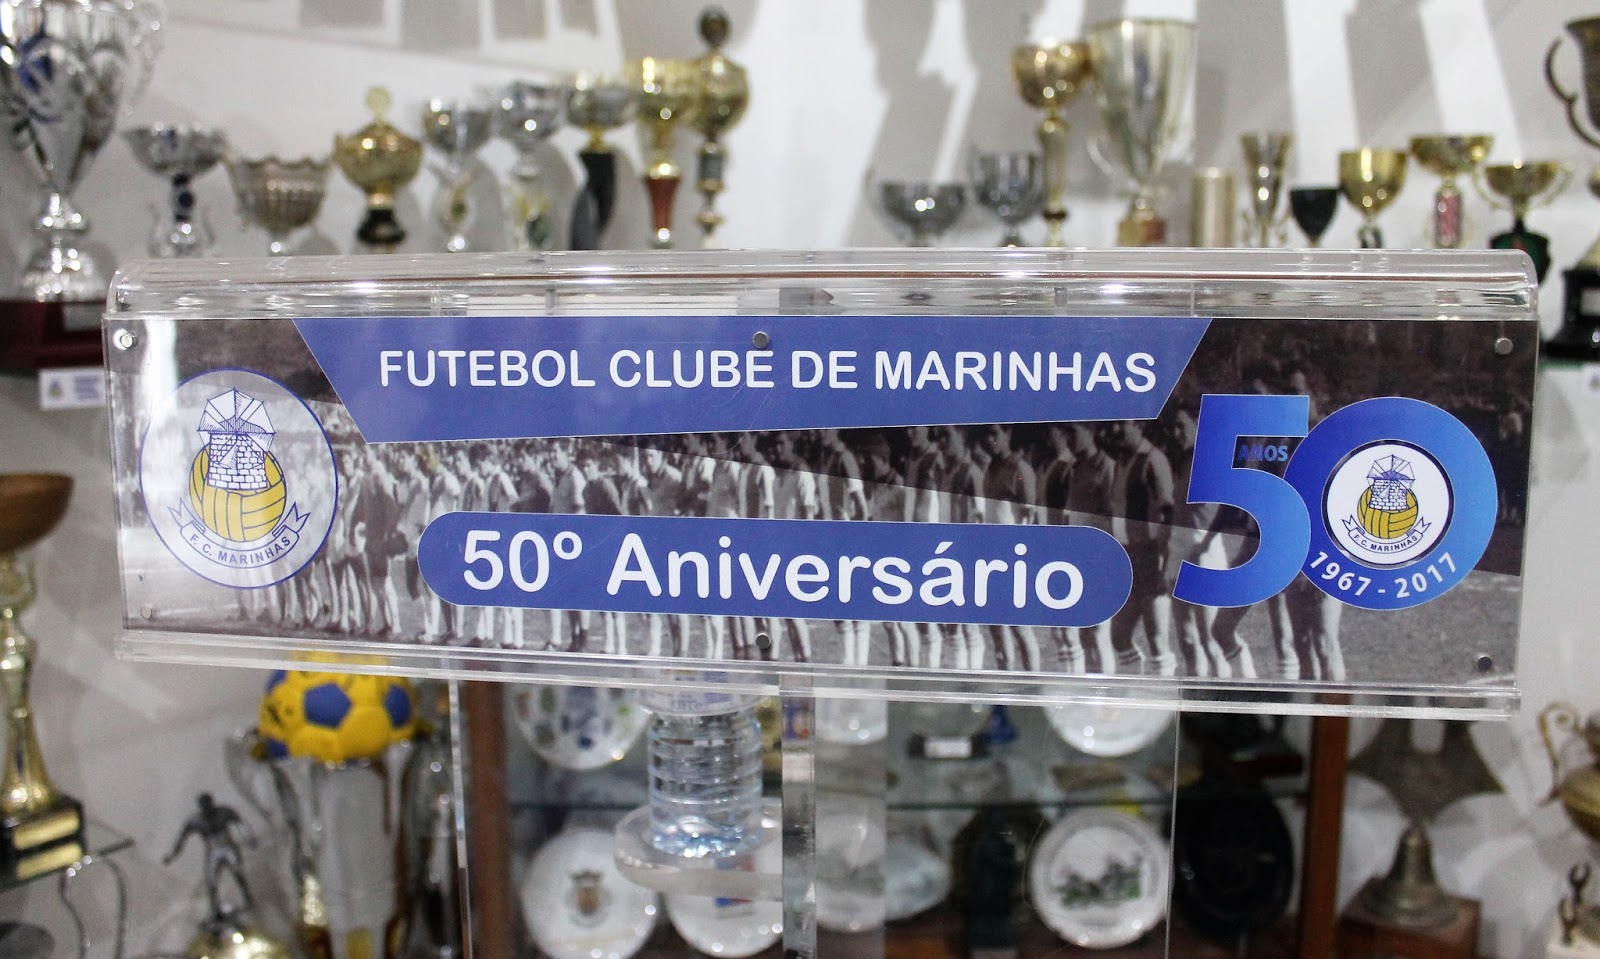 FUTEBOL CLUBE DE MARINHAS
F. C. MARINHAS
50º Aniversário
50
ANOS
F. C. MARINHAS
1967 - 2017